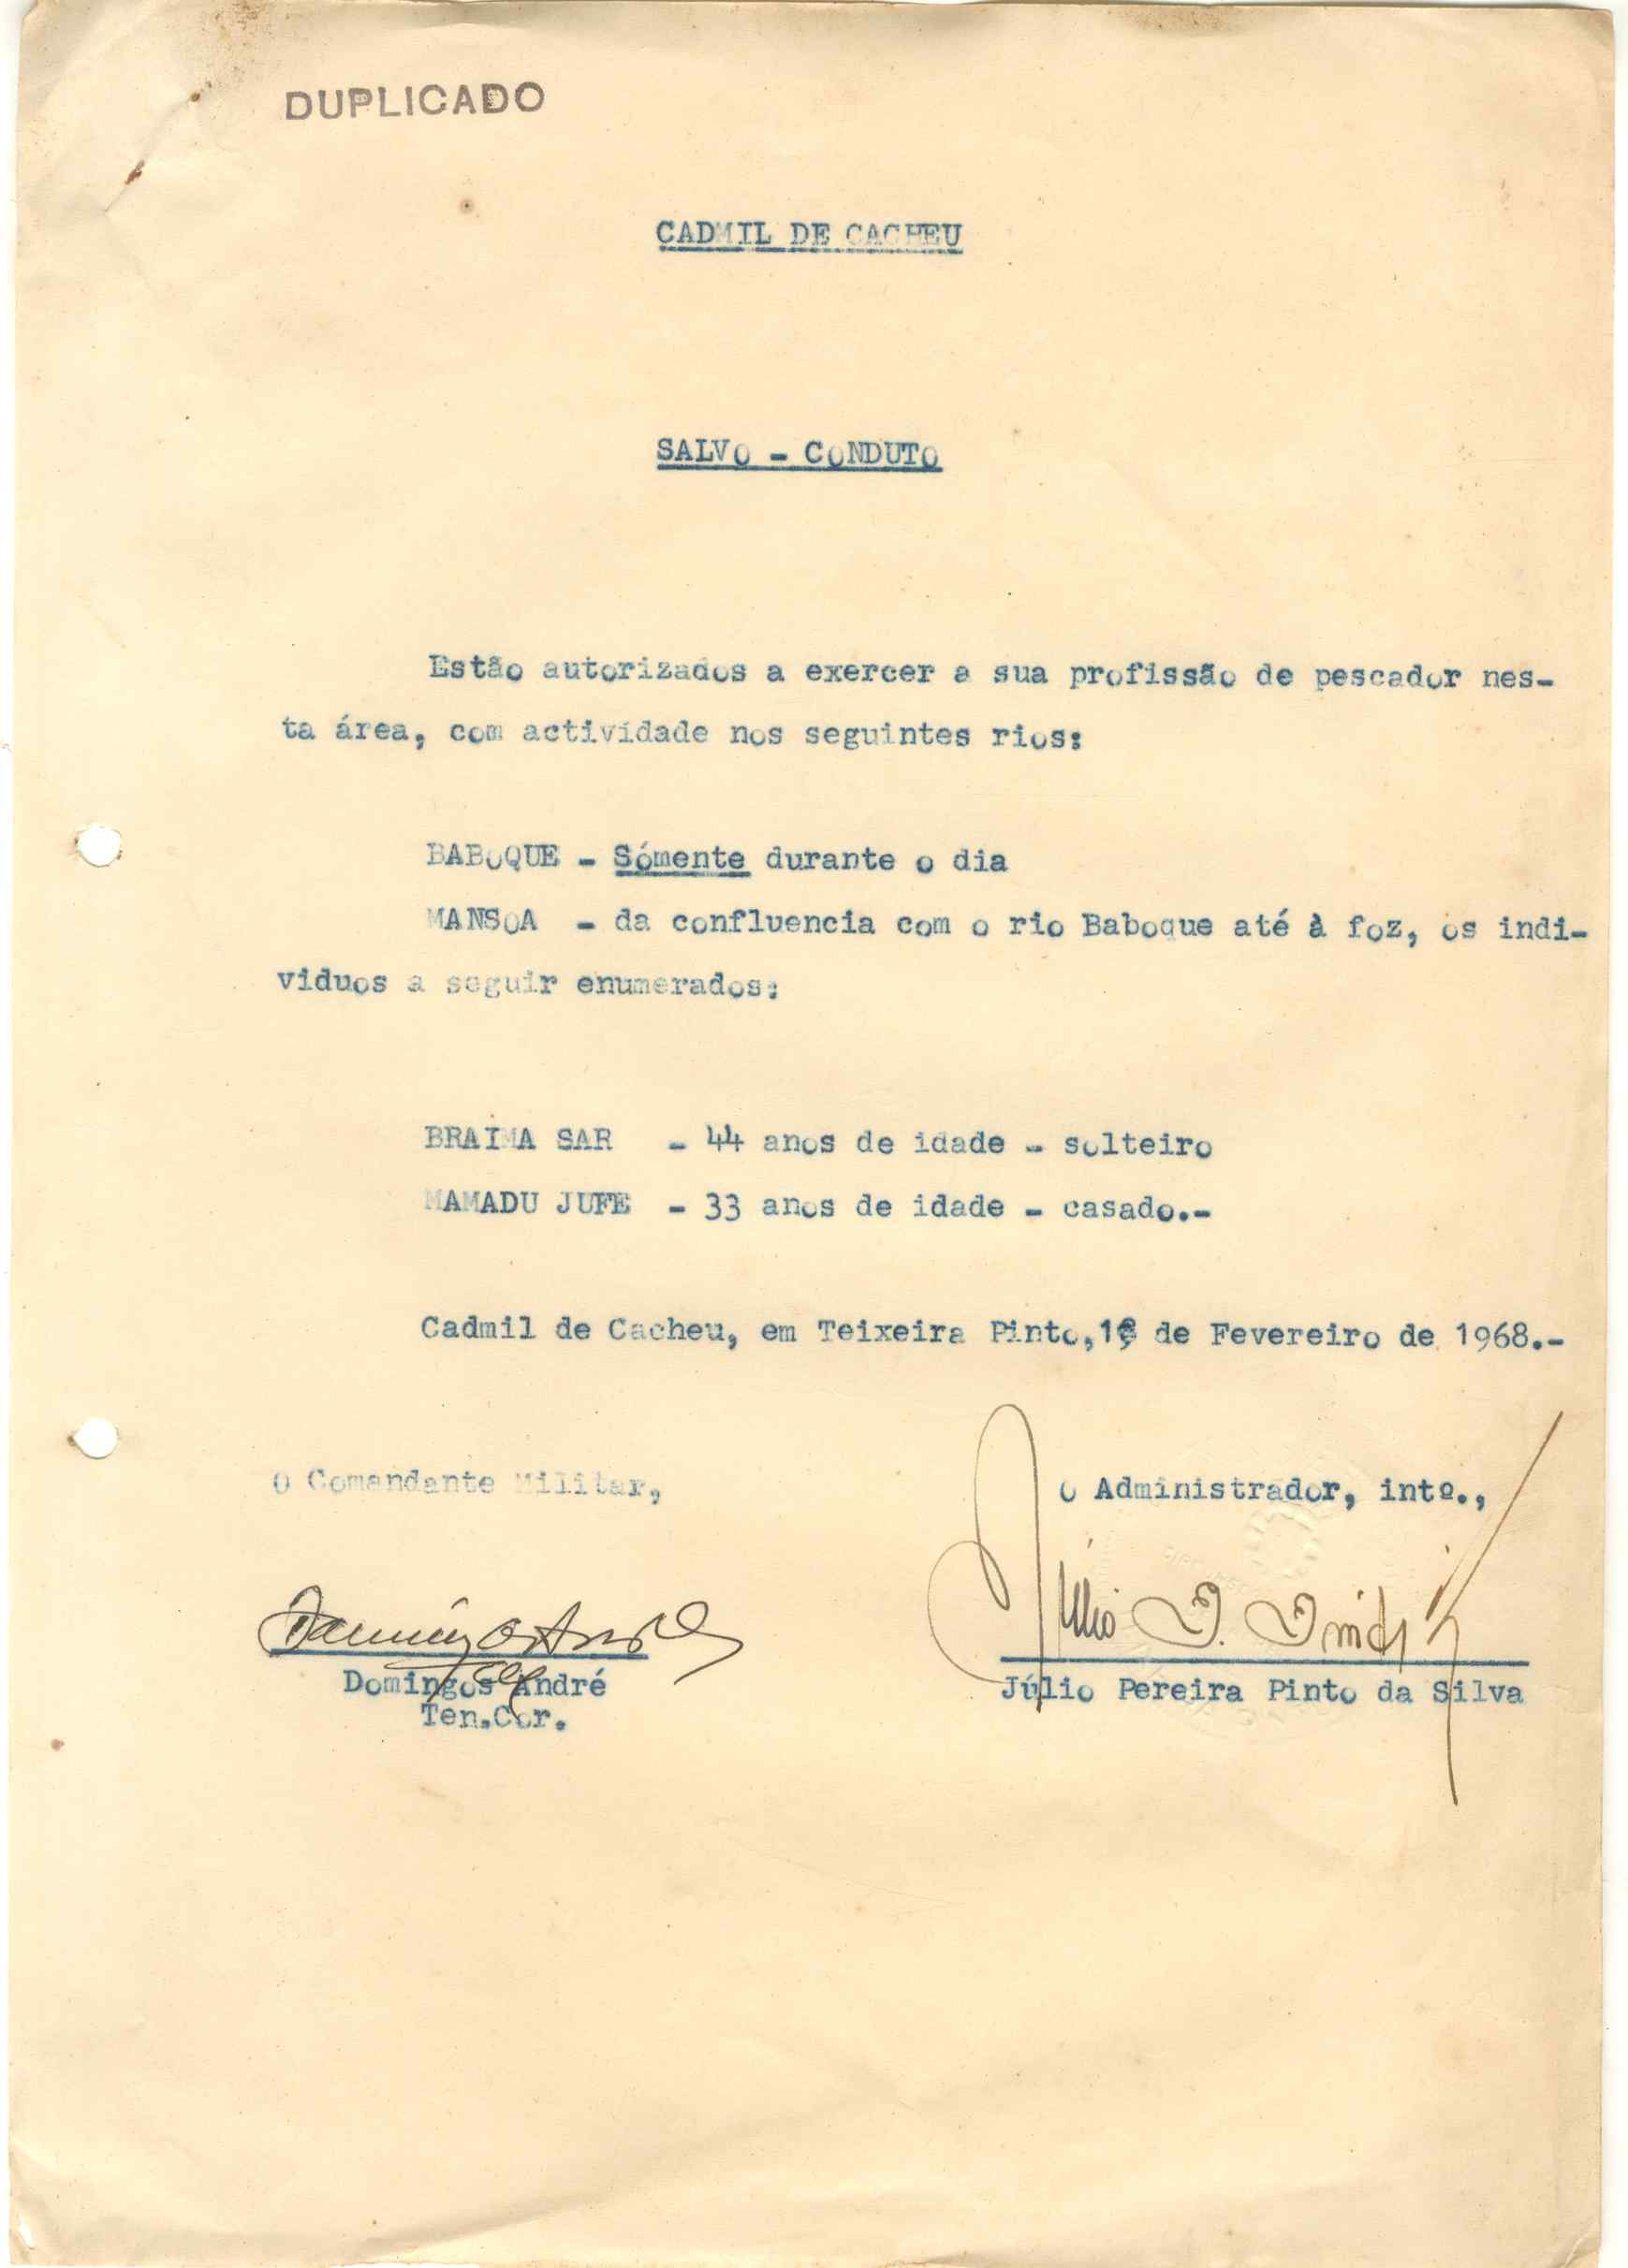 DUPLICADO
CADMIL DE CACHEU
SALVO - CONDUTO
Estão autorizados a exercer a sua profissão de pescador nes-
ta área, com actividade nos seguintes rios:
BABOQUE - Sómente durante o dia
MANSOA - da confluencia com o rio Baboque até à foz, os indi-
viduos a seguir enumerados:
BRAIMA SAR - 44 anos de idade - solteiro
MAMADU JUFE - 33 anos de idade - casado.-
Cadmil de Cacheu, em Teixeira Pinto, de Fevereiro de 1968.-
O Comandante Militar,
O Administrador, intº.,
Domingos André
Júlio Pereira Pinto da Silva
Ten.Cor.